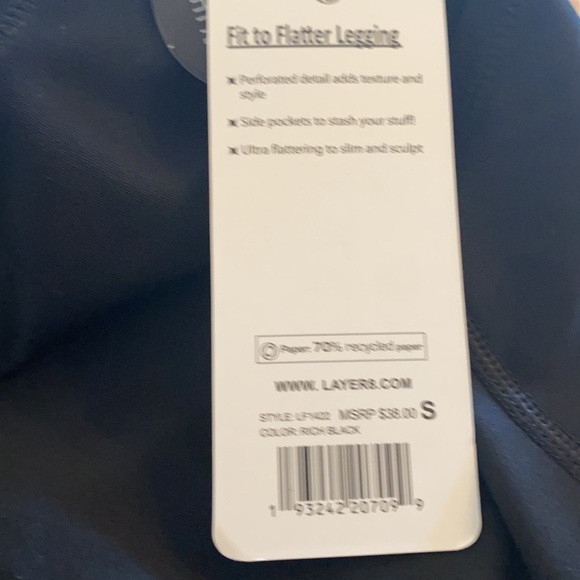 Fit to Flatter Legging
Perforated detail adds texture and
style
Side pockets to stash your stuff!
Ultra flattering to slim and sculpt
Paper: 70% recycled paper
WWW. LAYER8.COM
STYLE: LF1422 MSRP $38.00 S
COLOR: RICH BLACK
1 93242 20709 9